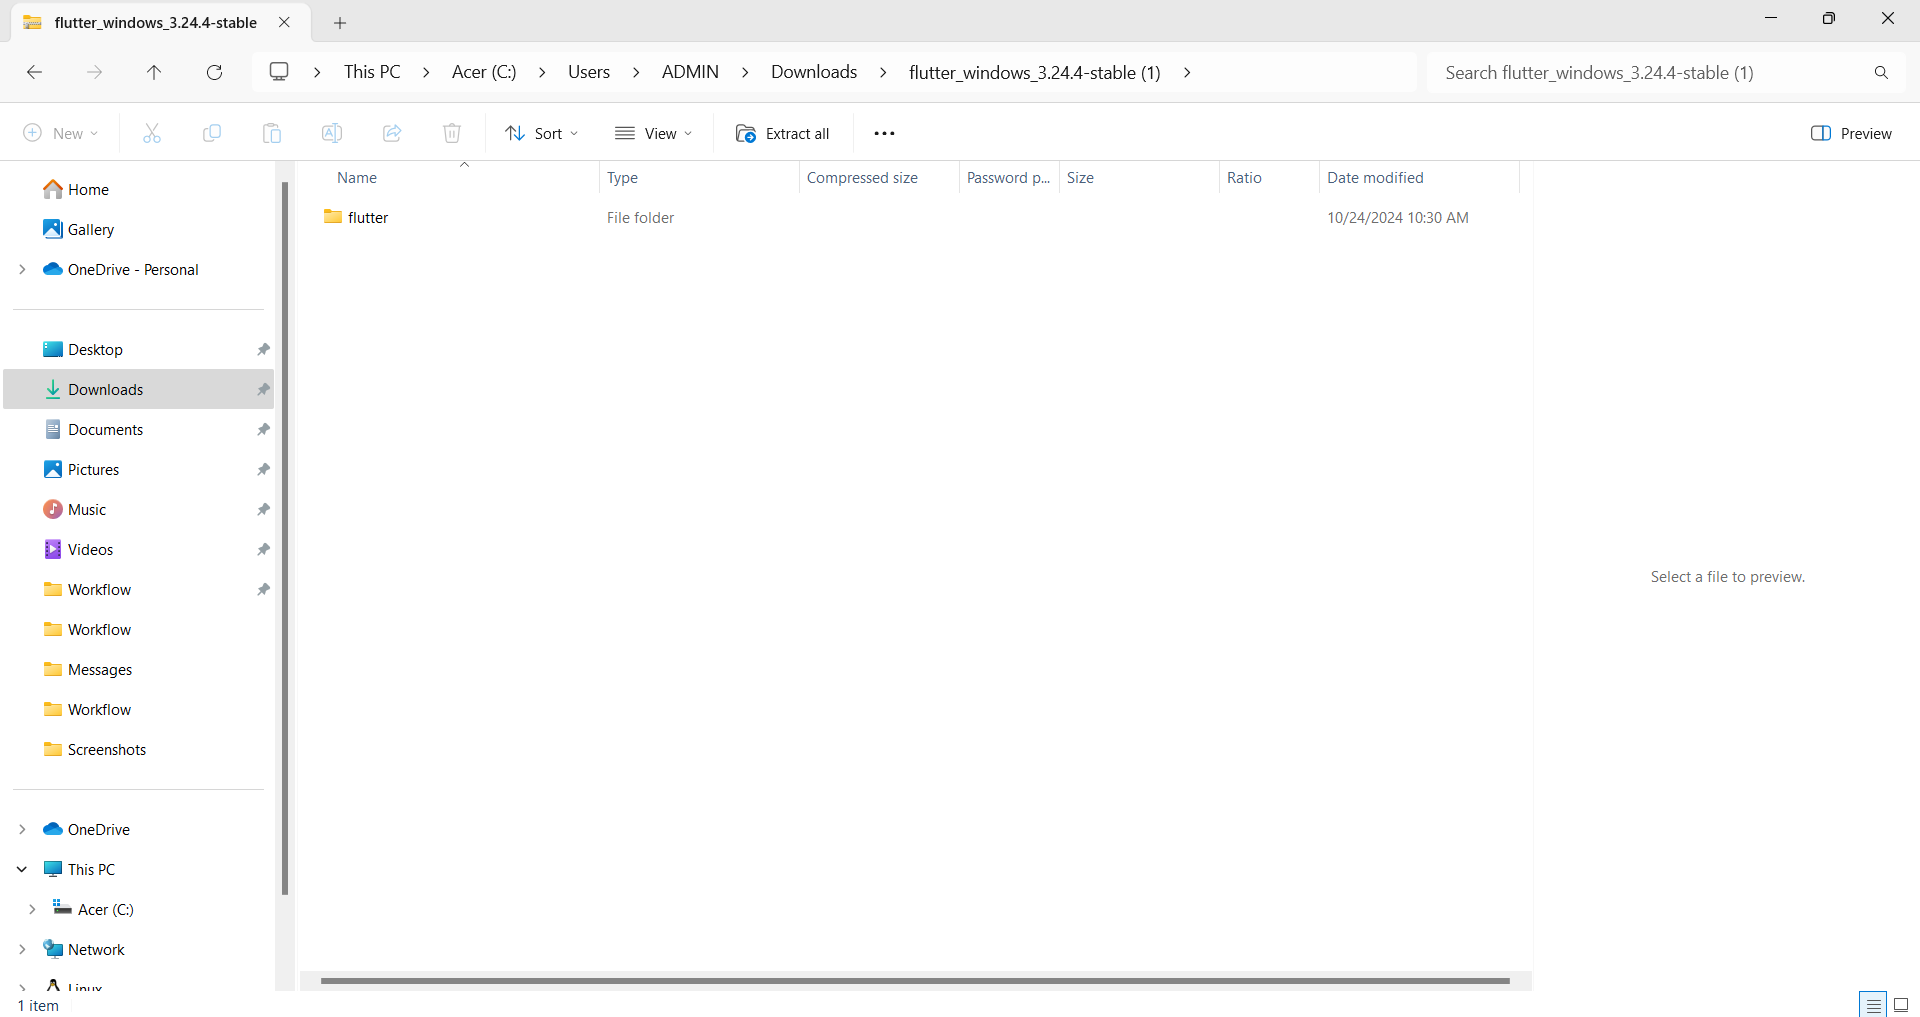 flutter_windows_3.24.4-stable
This PC Acer (C:) Users ADMIN Downloads flutter_windows_3.24.4-stable (1)
Search flutter_windows_3.24.4-stable (1)
New Sort View Extract all Preview
Name Type Compressed size Password p... Size Ratio Date modified
flutter File folder 10/24/2024 10:30 AM
Home
Gallery
OneDrive - Personal
Desktop
Downloads
Documents
Pictures
Music
Videos
Workflow
Workflow
Messages
Workflow
Screenshots
OneDrive
This PC
Acer (C:)
Network
Linux
Select a file to preview.
1 item